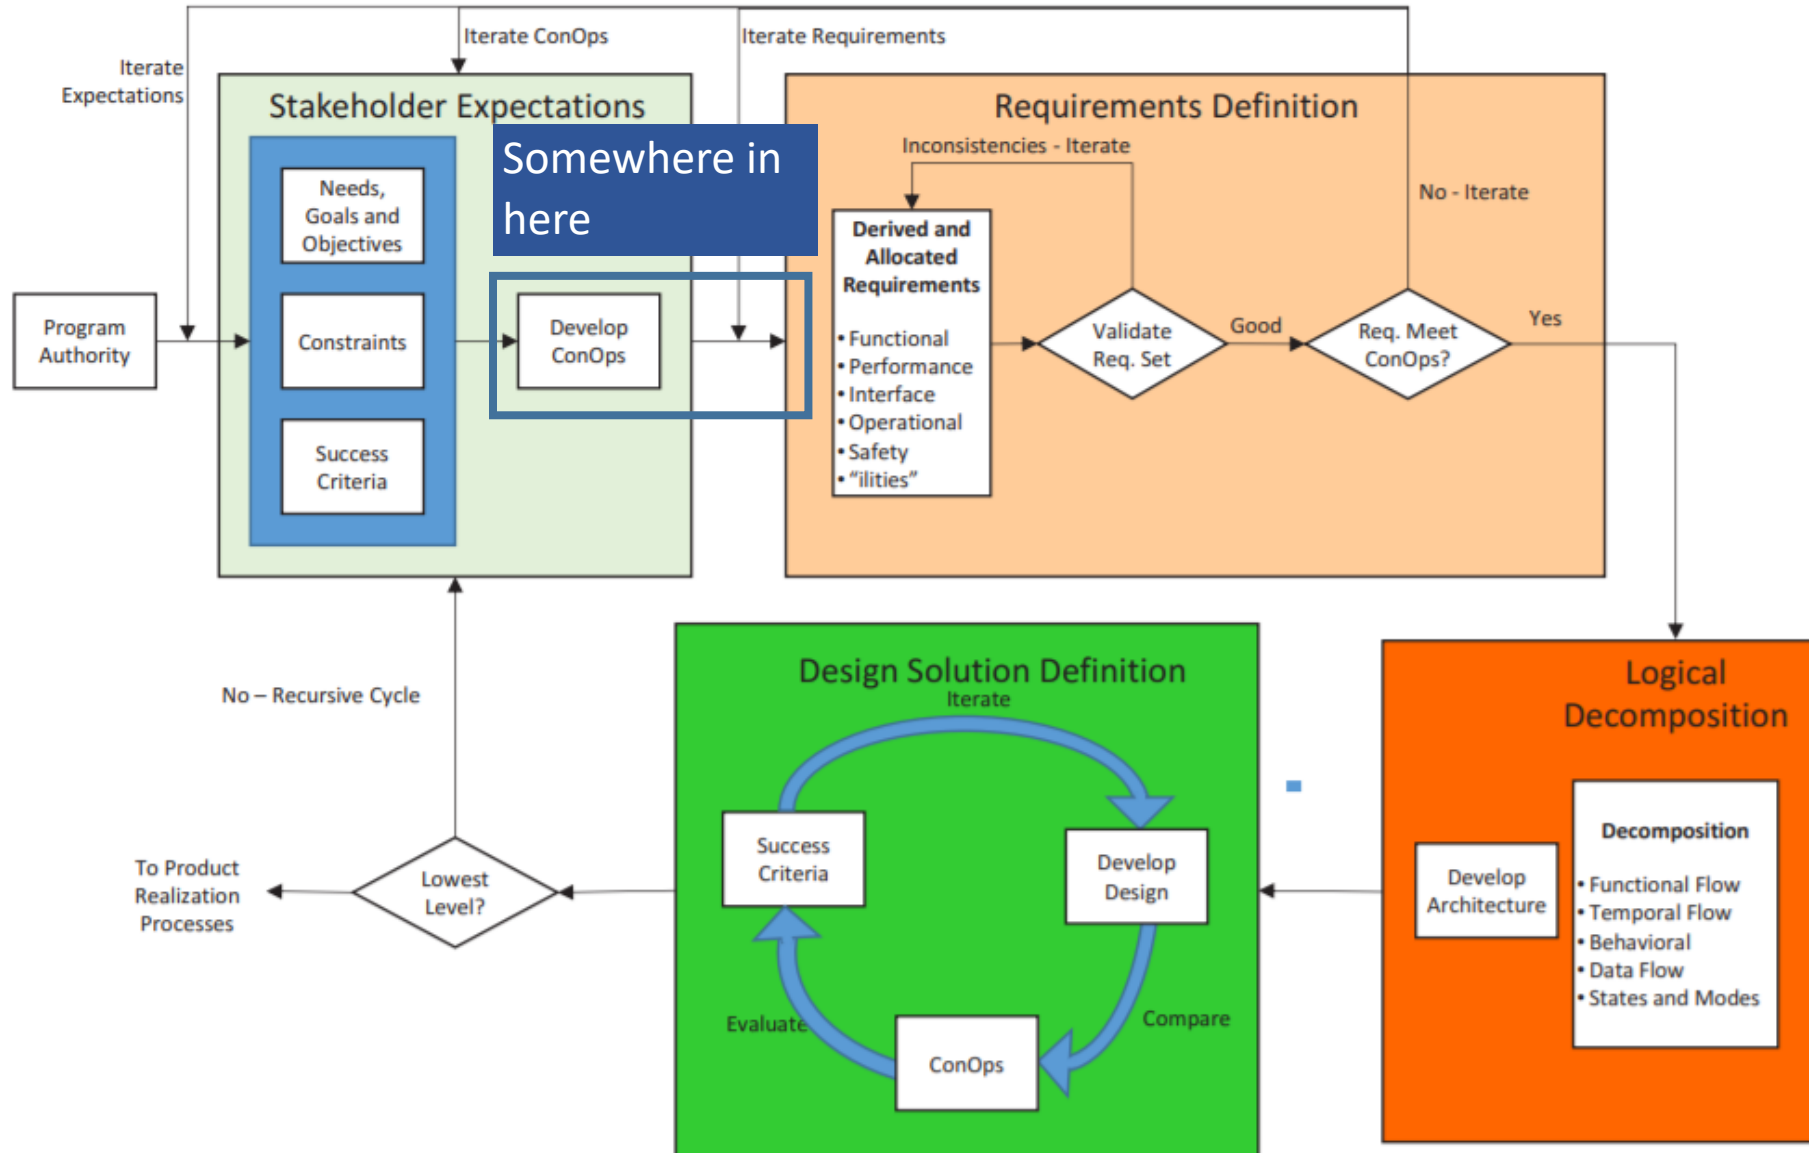 Iterate ConOps
Iterate Requirements
Iterate
Expectations
Stakeholder Expectations
Needs,
Goals and
Objectives
Constraints
Success
Criteria
Program
Authority
Somewhere in
here
Develop
ConOps
Requirements Definition
Inconsistencies - Iterate
No - Iterate
Derived and
Allocated
Requirements
• Functional
• Performance
• Interface
• Operational
• Safety
• “ilities”
Validate
Req. Set
Good
Req. Meet
ConOps?
Yes
Logical
Decomposition
Decomposition
• Functional Flow
• Temporal Flow
• Behavioral
• Data Flow
• States and Modes
Develop
Architecture
Design Solution Definition
Iterate
Success
Criteria
Develop
Design
Evaluate
Compare
ConOps
No – Recursive Cycle
Lowest
Level?
To Product
Realization
Processes